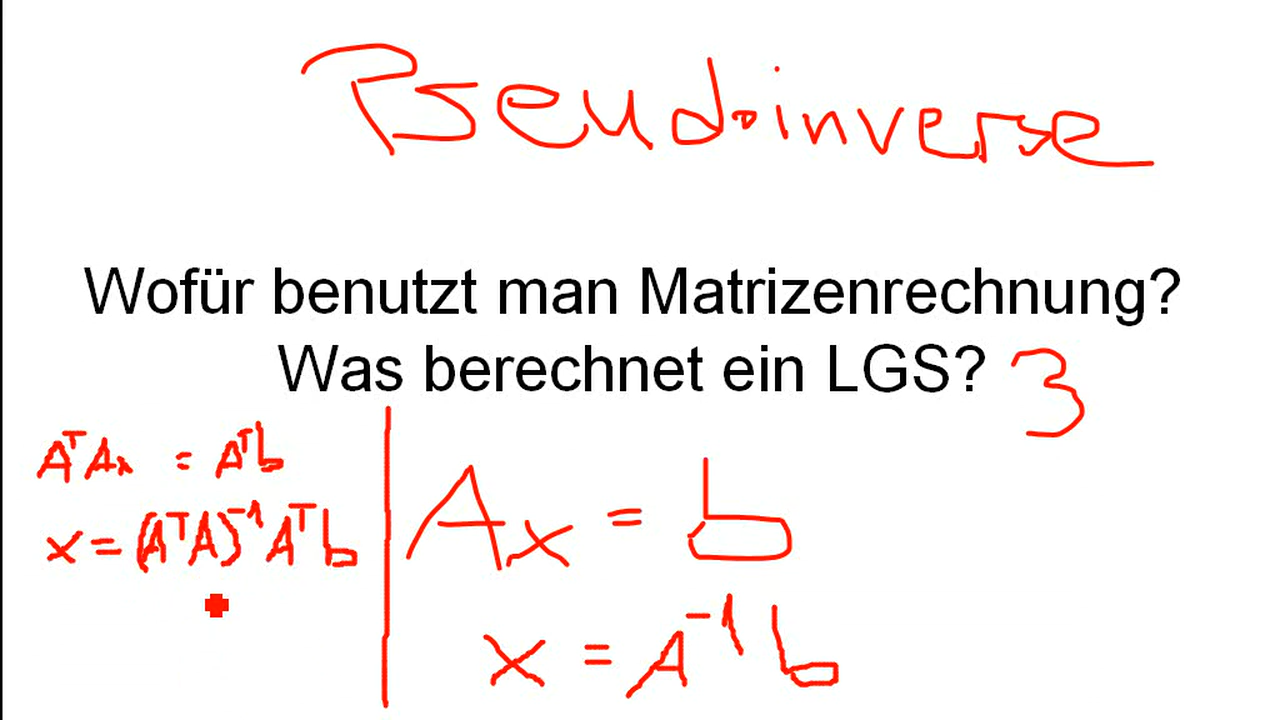 Pseudoinverse
Wofür benutzt man Matrizenrechnung?
Was berechnet ein LGS? 3
AᵀAx = Aᵀb
x = (AᵀA)⁻¹Aᵀb
Ax = b
x = A⁻¹b